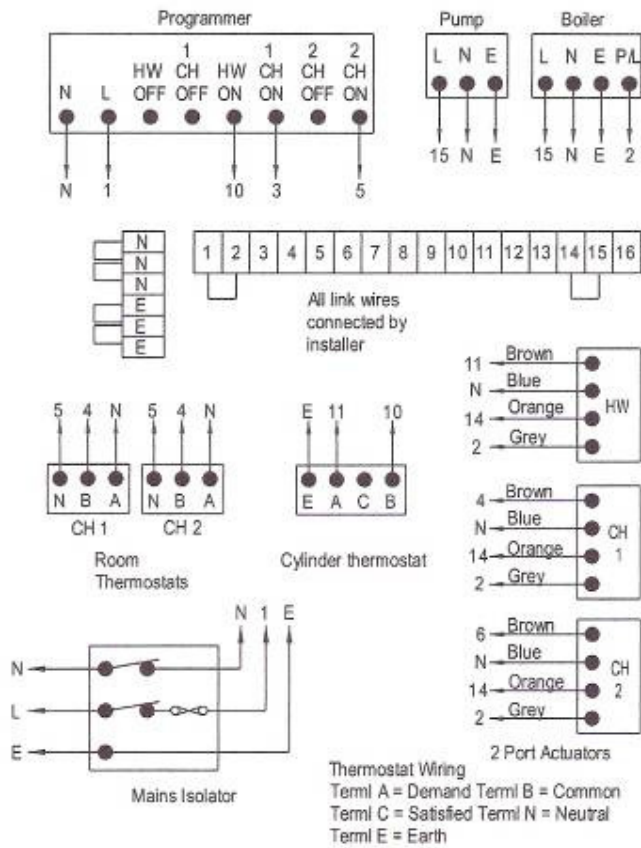 Programmer
Pump
Boiler
N L HW OFF 1 CH OFF HW ON 1 CH ON 2 CH OFF 2 CH ON
N 1 10 3 5
L N E
15 N E
L N E P/L
15 N E 2
N
N
N
E
E
E
1 2 3 4 5 6 7 8 9 10 11 12 13 14 15 16
All link wires
connected by
installer
11 Brown
N Blue
14 Orange
2 Grey
HW
5 4 N
N B A
CH 1
5 4 N
N B A
CH 2
Room
Thermostats
E 11 10
E A C B
Cylinder thermostat
4 Brown
N Blue
14 Orange
2 Grey
CH
1
6 Brown
N Blue
14 Orange
2 Grey
CH
2
2 Port Actuators
N 1 E
N
L
E
Mains Isolator
Thermostat Wiring
Terml A = Demand Terml B = Common
Terml C = Satisfied Terml N = Neutral
Terml E = Earth